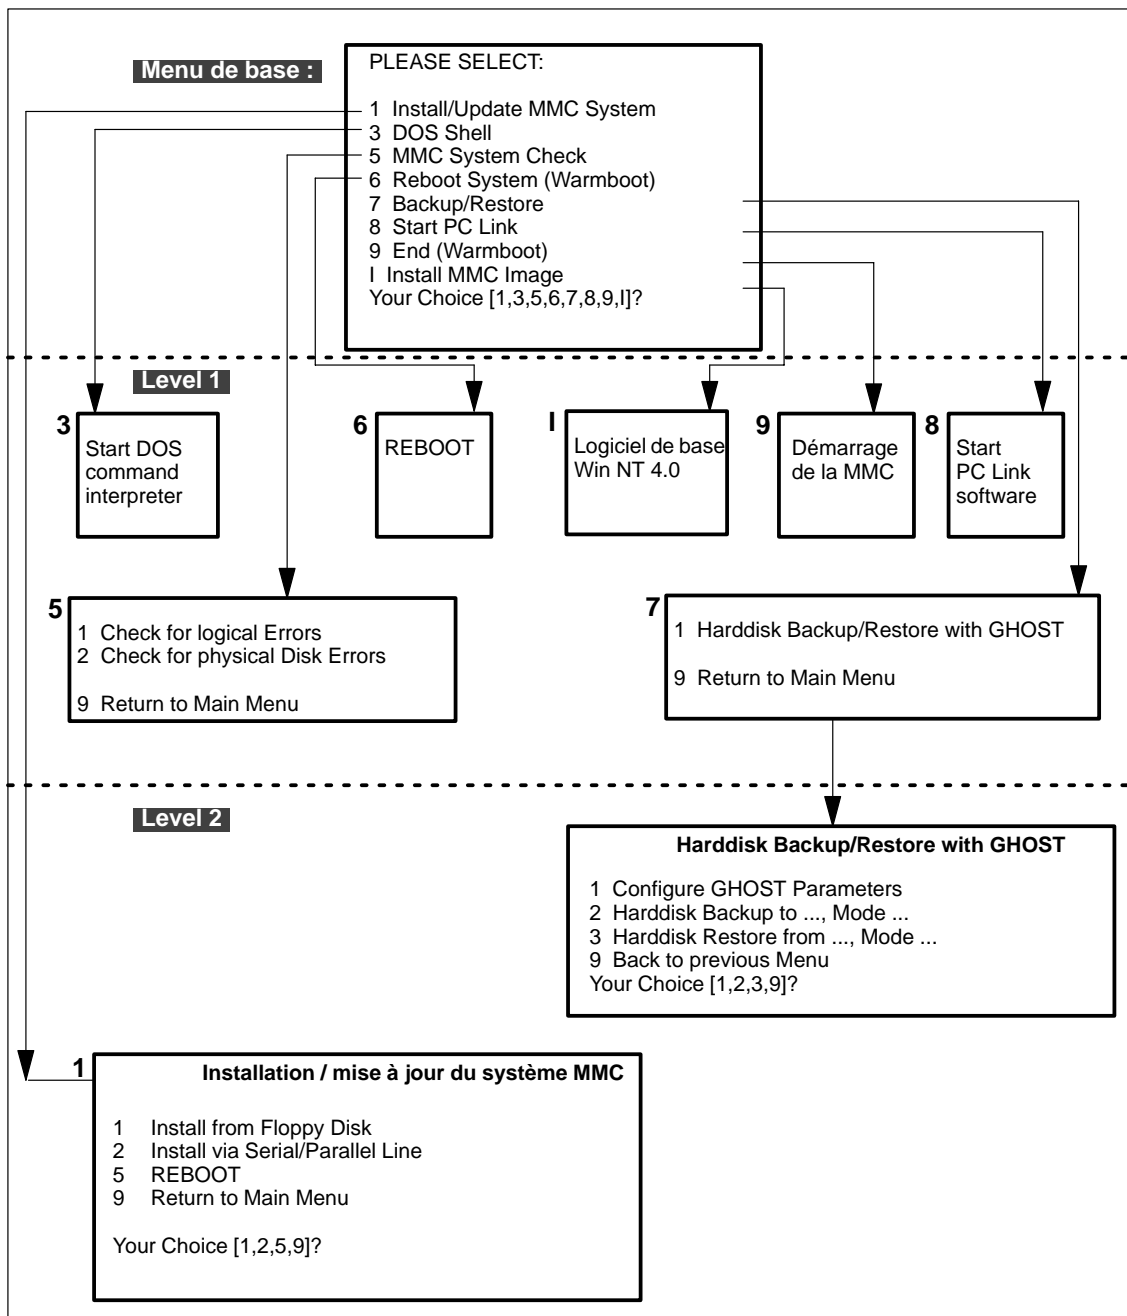 Menu de base :
PLEASE SELECT:
1 Install/Update MMC System
3 DOS Shell
5 MMC System Check
6 Reboot System (Warmboot)
7 Backup/Restore
8 Start PC Link
9 End (Warmboot)
I Install MMC Image
Your Choice [1,3,5,6,7,8,9,I]?
Level 1
3
Start DOS
command
interpreter
6
REBOOT
I
Logiciel de base
Win NT 4.0
9
Démarrage
de la MMC
8
Start
PC Link
software
5
1 Check for logical Errors
2 Check for physical Disk Errors
9 Return to Main Menu
7
1 Harddisk Backup/Restore with GHOST
9 Return to Main Menu
Level 2
Harddisk Backup/Restore with GHOST
1 Configure GHOST Parameters
2 Harddisk Backup to ..., Mode ...
3 Harddisk Restore from ..., Mode ...
9 Back to previous Menu
Your Choice [1,2,3,9]?
1
Installation / mise à jour du système MMC
1 Install from Floppy Disk
2 Install via Serial/Parallel Line
5 REBOOT
9 Return to Main Menu
Your Choice [1,2,5,9]?